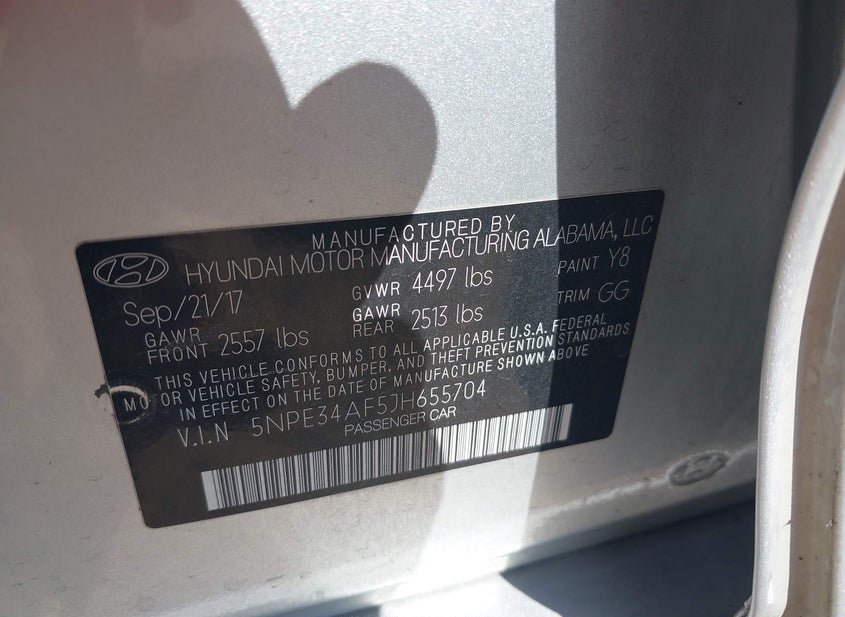 MANUFACTURED BY
HYUNDAI MOTOR MANUFACTURING ALABAMA, LLC
Sep/21/17 GVWR 4497 lbs PAINT Y8
GAWR FRONT 2557 lbs GAWR REAR 2513 lbs TRIM GG
THIS VEHICLE CONFORMS TO ALL APPLICABLE U.S.A. FEDERAL
MOTOR VEHICLE SAFETY, BUMPER, AND THEFT PREVENTION STANDARDS
IN EFFECT ON THE DATE OF MANUFACTURE SHOWN ABOVE
V.I.N 5NPE34AF5JH655704
PASSENGER CAR